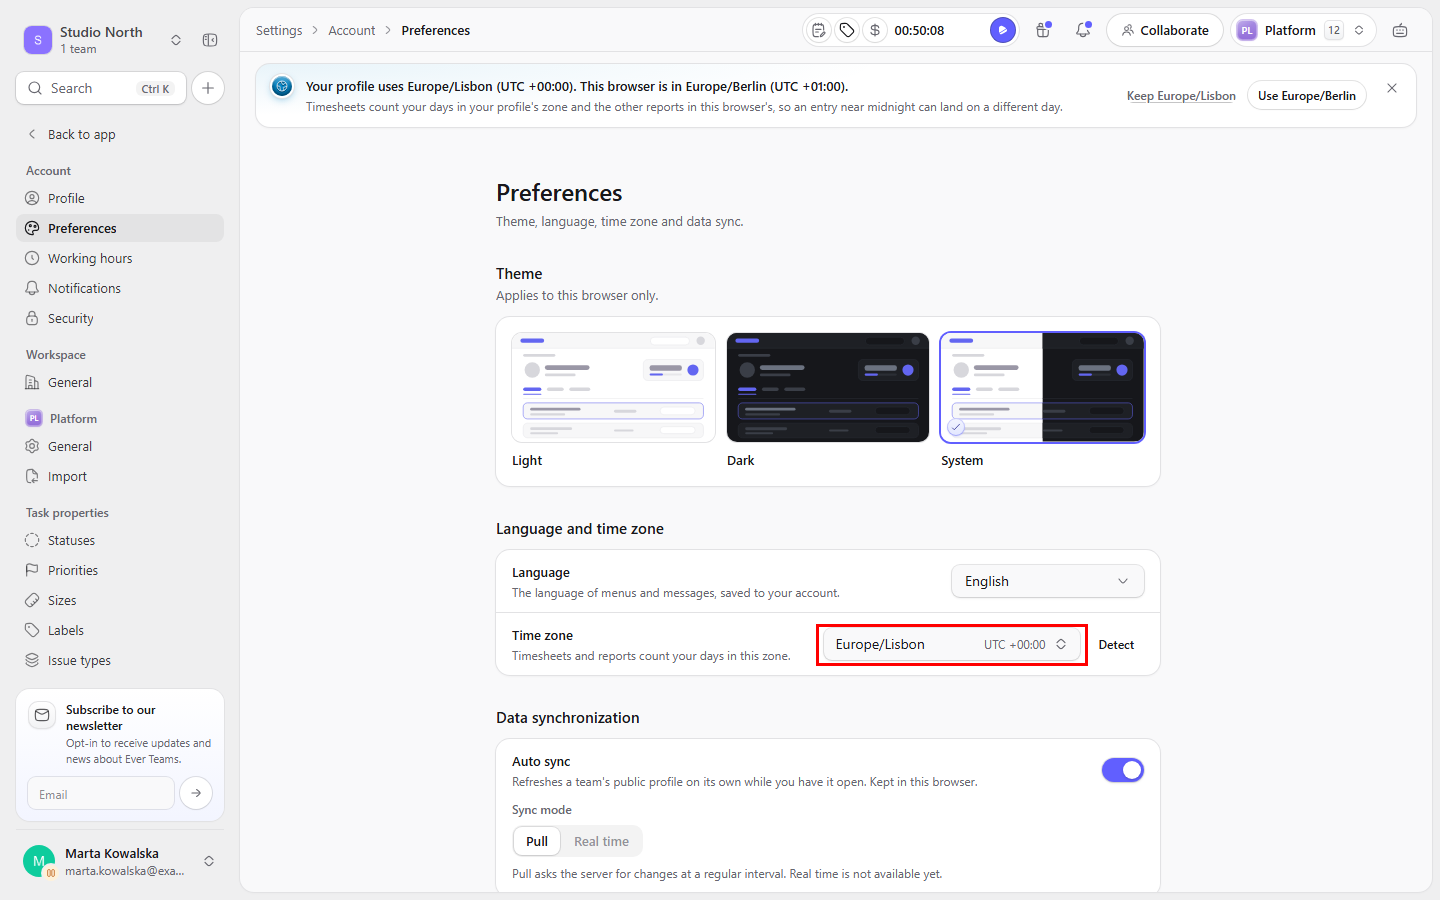 S
Studio North
1 team
Search
Ctrl K
Back to app
Account
Profile
Preferences
Working hours
Notifications
Security
Workspace
General
PL
Platform
General
Import
Task properties
Statuses
Priorities
Sizes
Labels
Issue types
Subscribe to our
newsletter
Opt-in to receive updates and
news about Ever Teams.
Email
M
Marta Kowalska
marta.kowalska@exa...
Settings
Account
Preferences
00:50:08
Collaborate
PL
Platform
12
Your profile uses Europe/Lisbon (UTC +00:00). This browser is in Europe/Berlin (UTC +01:00).
Timesheets count your days in your profile's zone and the other reports in this browser's, so an entry near midnight can land on a different day.
Keep Europe/Lisbon
Use Europe/Berlin
Preferences
Theme, language, time zone and data sync.
Theme
Applies to this browser only.
Light
Dark
System
Language and time zone
Language
The language of menus and messages, saved to your account.
English
Time zone
Timesheets and reports count your days in this zone.
Europe/Lisbon
UTC +00:00
Detect
Data synchronization
Auto sync
Refreshes a team's public profile on its own while you have it open. Kept in this browser.
Sync mode
Pull
Real time
Pull asks the server for changes at a regular interval. Real time is not available yet.